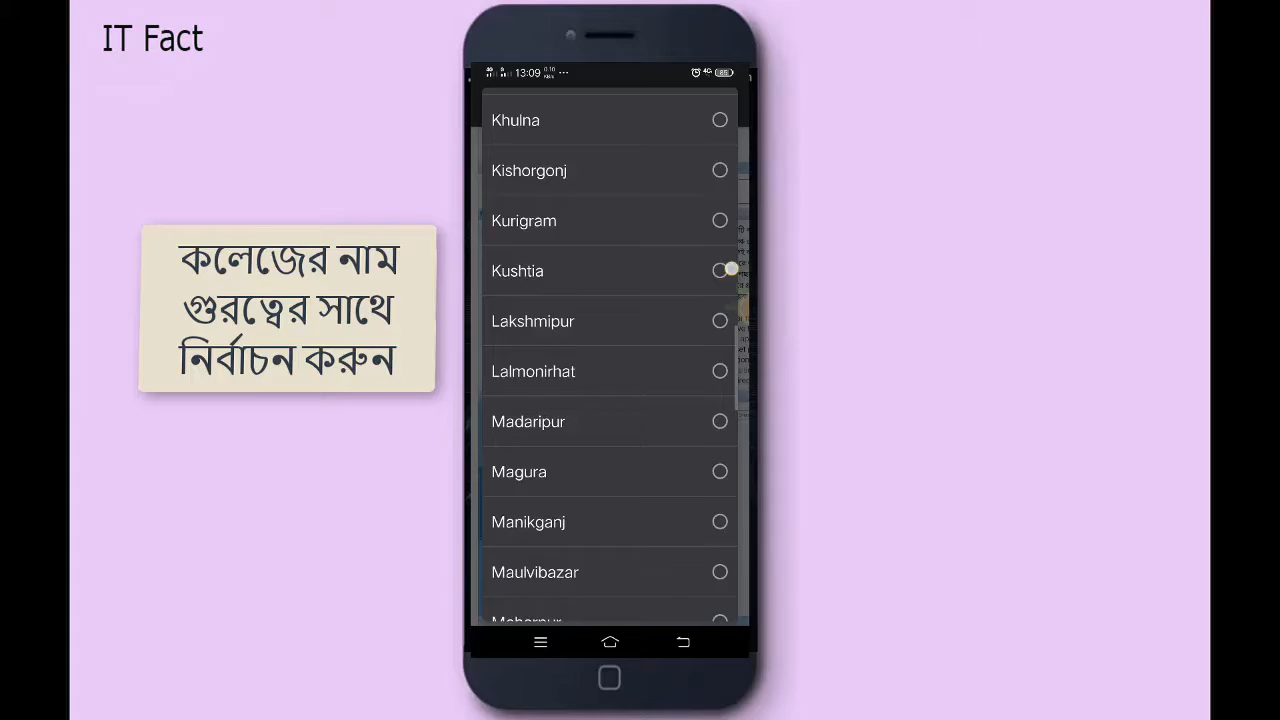 IT Fact
13:09
Khulna
Kishorgonj
Kurigram
Kushtia
Lakshmipur
Lalmonirhat
Madaripur
Magura
Manikganj
Maulvibazar
কলেজের নাম
গুরত্বের সাথে
নির্বাচন করুন